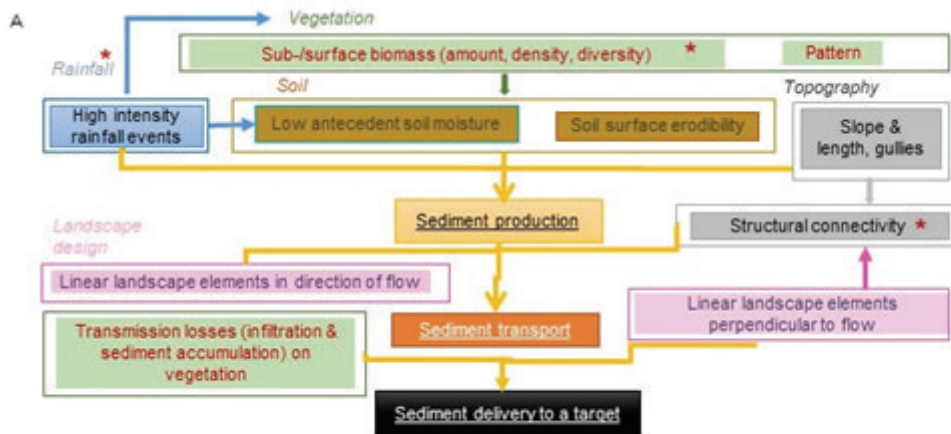 A
Vegetation
Sub-/surface biomass (amount, density, diversity) *
Pattern
Rainfall *
Soil
Topography
High intensity
rainfall events
Low antecedent soil moisture
Soil surface erodibility
Slope &
length, gullies
Sediment production
Structural connectivity *
Landscape
design
Linear landscape elements in direction of flow
Linear landscape elements
perpendicular to flow
Transmission losses (infiltration &
sediment accumulation) on
vegetation
Sediment transport
Sediment delivery to a target